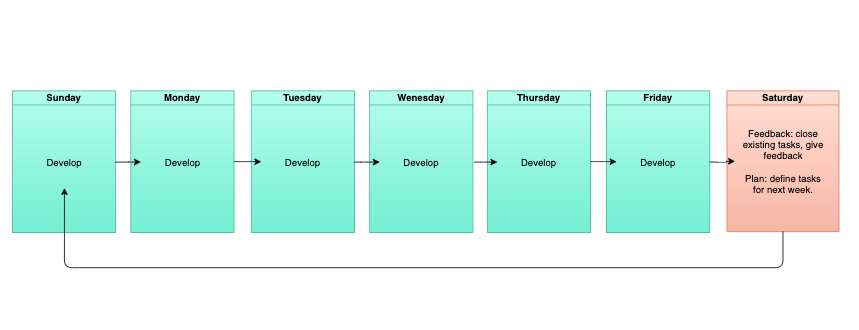 Sunday
Develop
Monday
Develop
Tuesday
Develop
Wenesday
Develop
Thursday
Develop
Friday
Develop
Saturday
Feedback: close
existing tasks, give
feedback
Plan: define tasks
for next week.